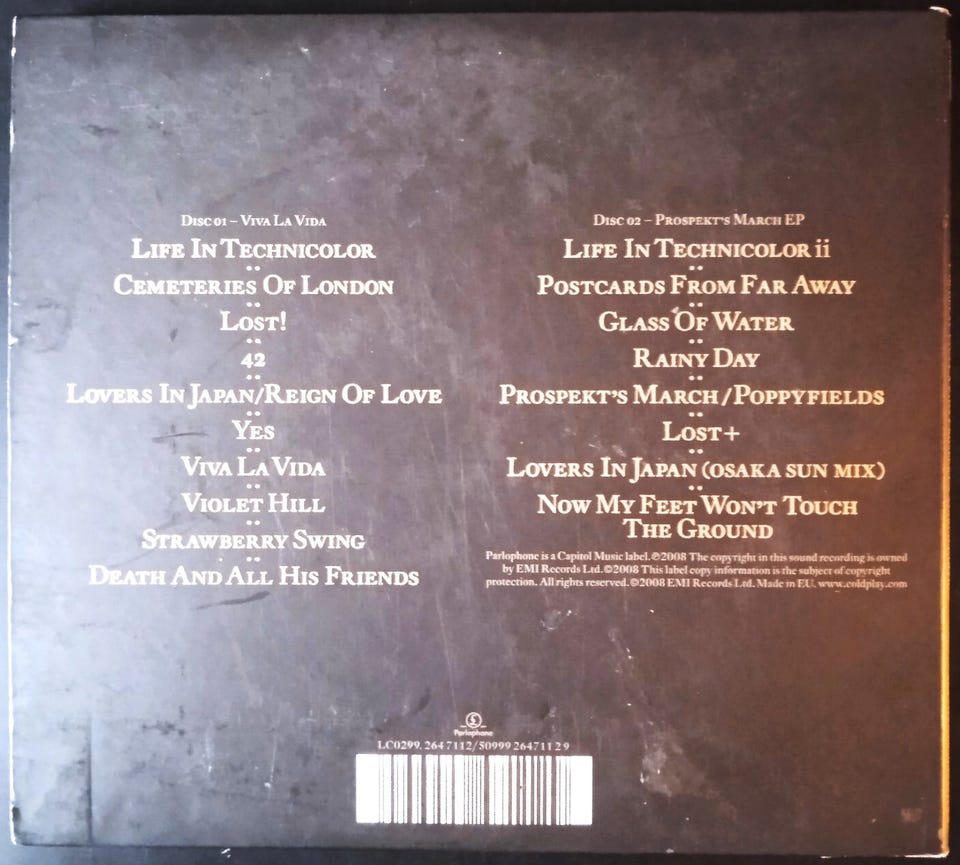 Disc 01 – Viva La Vida
Life In Technicolor
Cemeteries Of London
Lost!
42
Lovers In Japan/Reign Of Love
Yes
Viva La Vida
Violet Hill
Strawberry Swing
Death And All His Friends
Disc 02 – Prospekt's March EP
Life In Technicolor ii
Postcards From Far Away
Glass Of Water
Rainy Day
Prospekt's March/Poppyfields
Lost+
Lovers In Japan (osaka sun mix)
Now My Feet Won't Touch
The Ground
Parlophone is a Capitol Music label. ℗2008 The copyright in this sound recording is owned
by EMI Records Ltd. ©2008 This label copy information is the subject of copyright
protection. All rights reserved. ©2008 EMI Records Ltd. Made in EU. www.coldplay.com
£
Parlophone
LC0299. 264 7112/50999 26471129